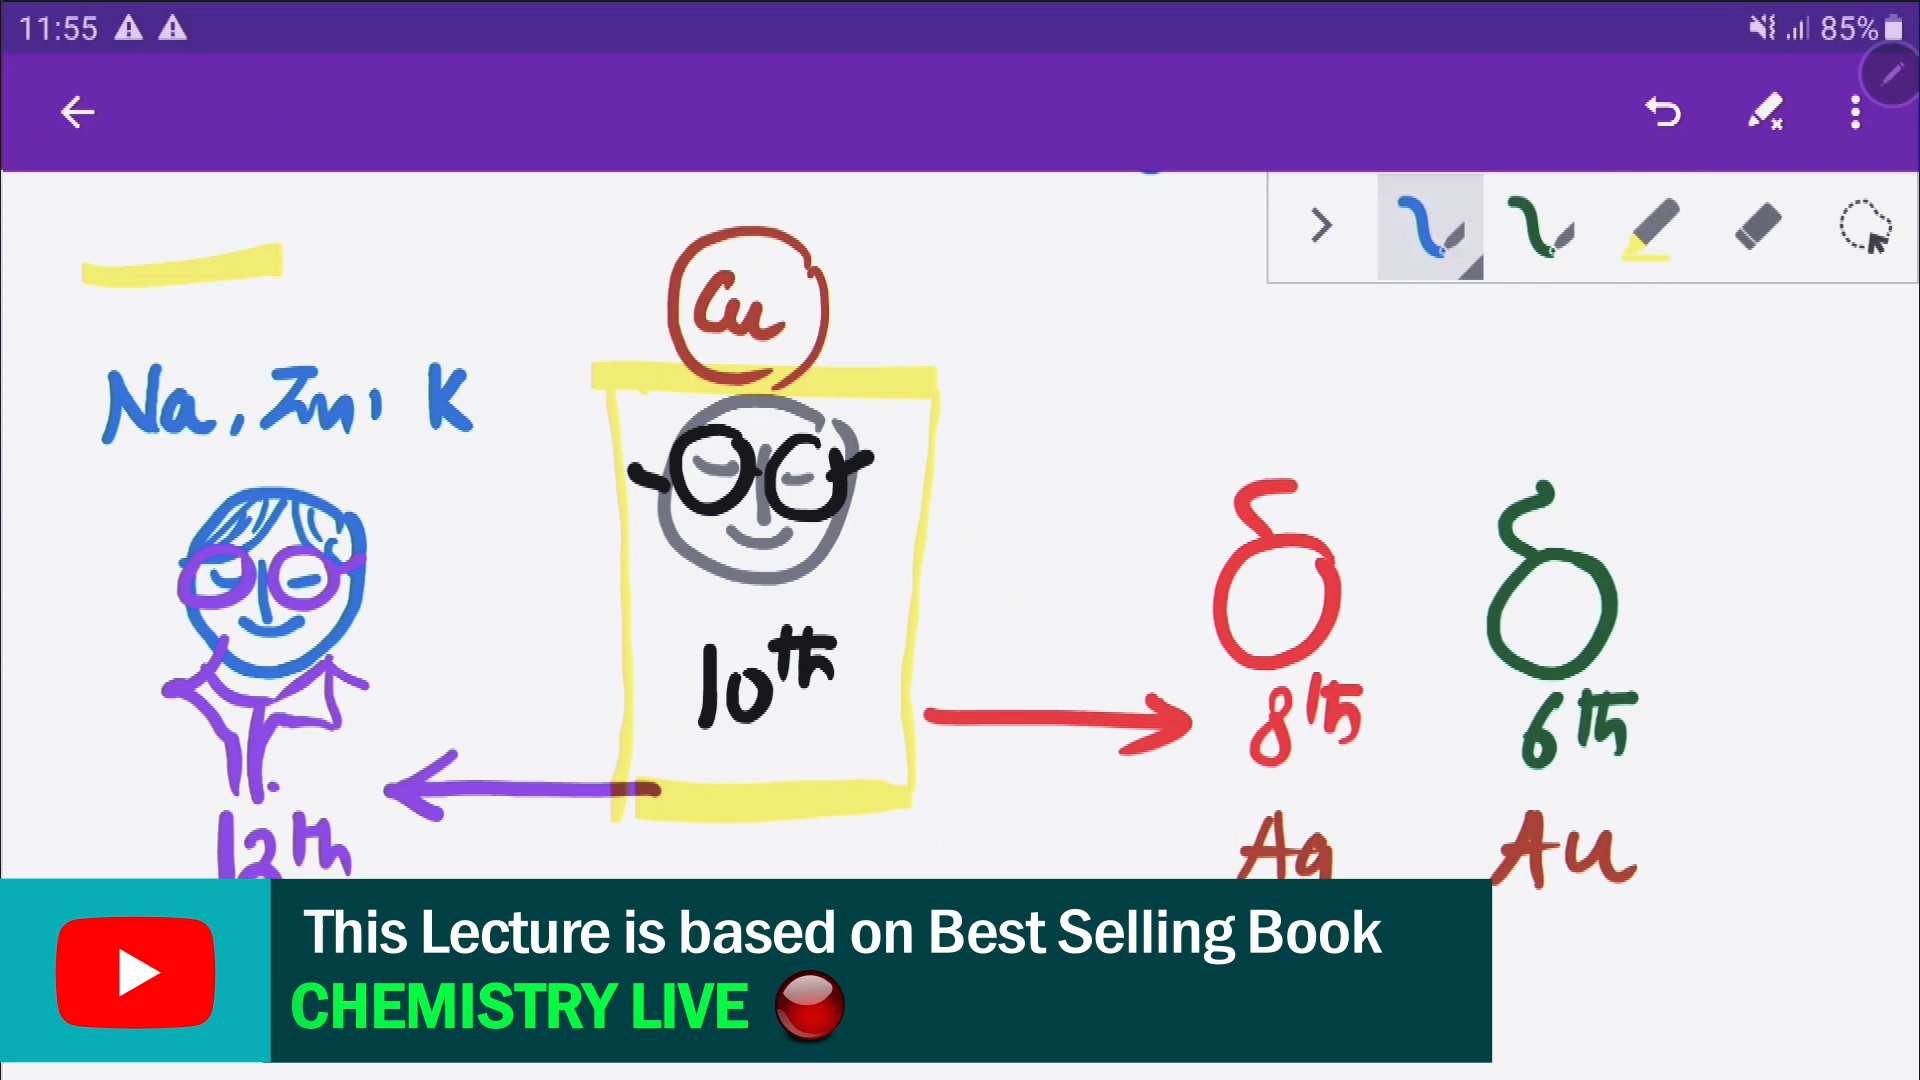 11:55
85%
Cu
Na, Zn, K
10th
8th
6th
12th
Ag
Au
This Lecture is based on Best Selling Book
CHEMISTRY LIVE